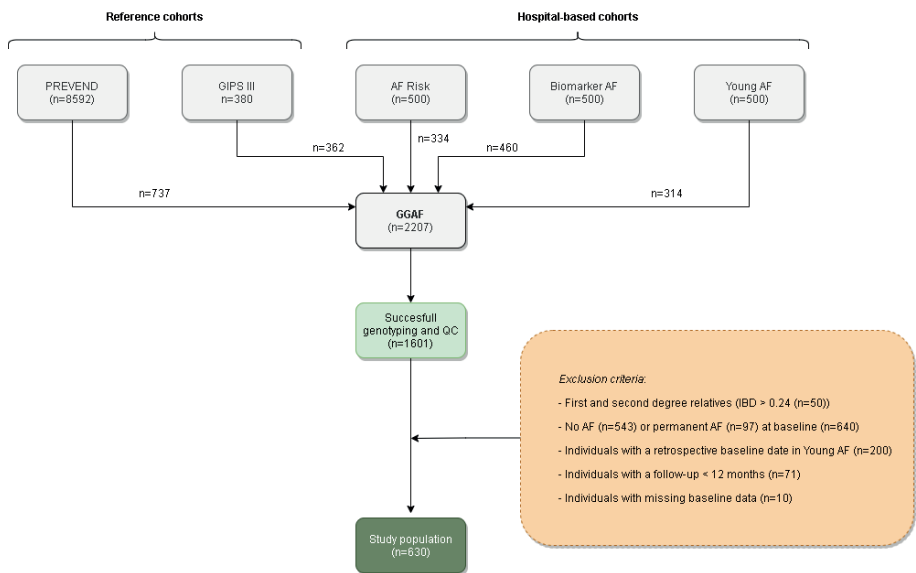 Reference cohorts
Hospital-based cohorts
PREVEND
(n=8592)
GIPS III
n=380
AF Risk
(n=500)
Biomarker AF
(n=500)
Young AF
(n=500)
n=737
n=362
n=334
n=460
n=314
GGAF
(n=2207)
Succesfull
genotyping and QC
(n=1601)
Exclusion criteria:
- First and second degree relatives (IBD > 0.24 (n=50))
- No AF (n=543) or permanent AF (n=97) at baseline (n=640)
- Individuals with a retrospective baseline date in Young AF (n=200)
- Individuals with a follow-up < 12 months (n=71)
- Individuals with missing baseline data (n=10)
Study population
(n=630)